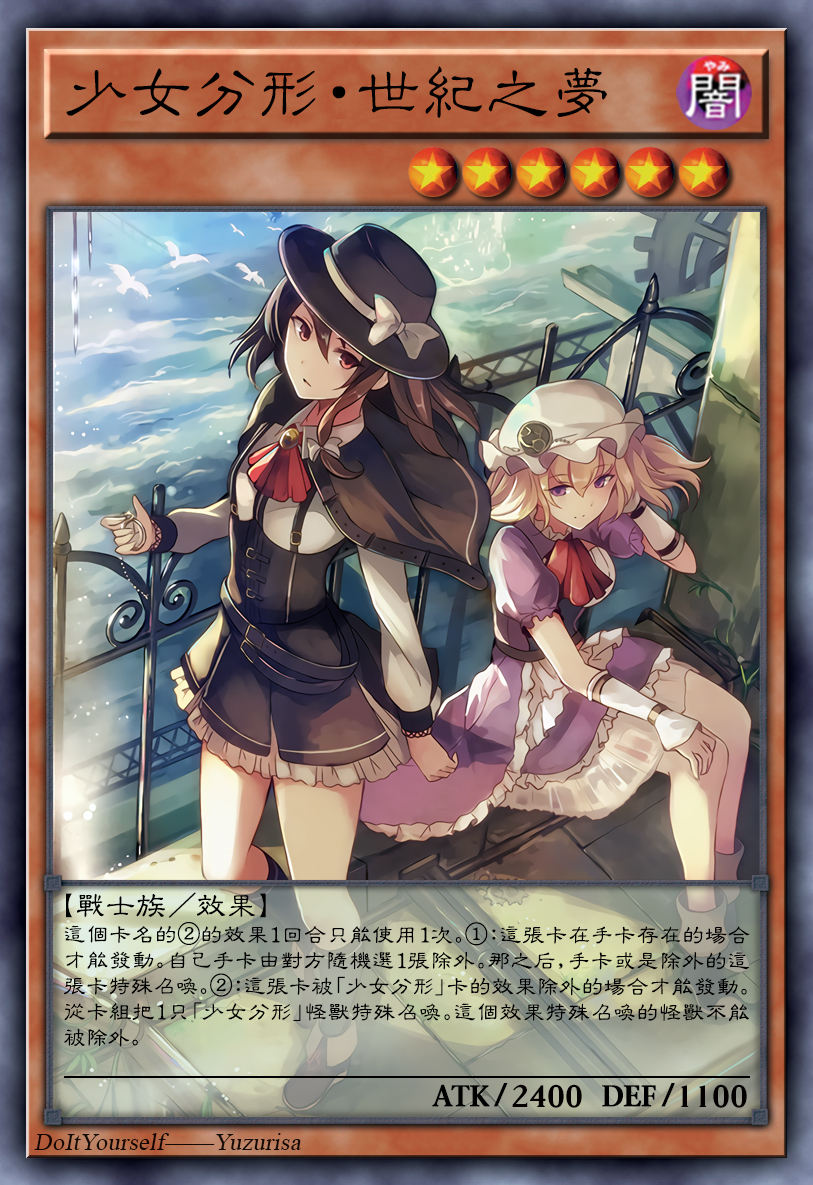 少女分形・世紀之夢
やみ
闇
【戰士族／效果】
這個卡名的②的效果1回合只能使用1次。①：這張卡在手卡存在的場合
才能發動。自己手卡由對方隨機選1張除外。那之后，手卡或是除外的這
張卡特殊召喚。②：這張卡被「少女分形」卡的效果除外的場合才能發動。
從卡組把1只「少女分形」怪獸特殊召喚。這個效果特殊召喚的怪獸不能
被除外。
ATK/2400 DEF/1100
DoItYourself——Yuzurisa